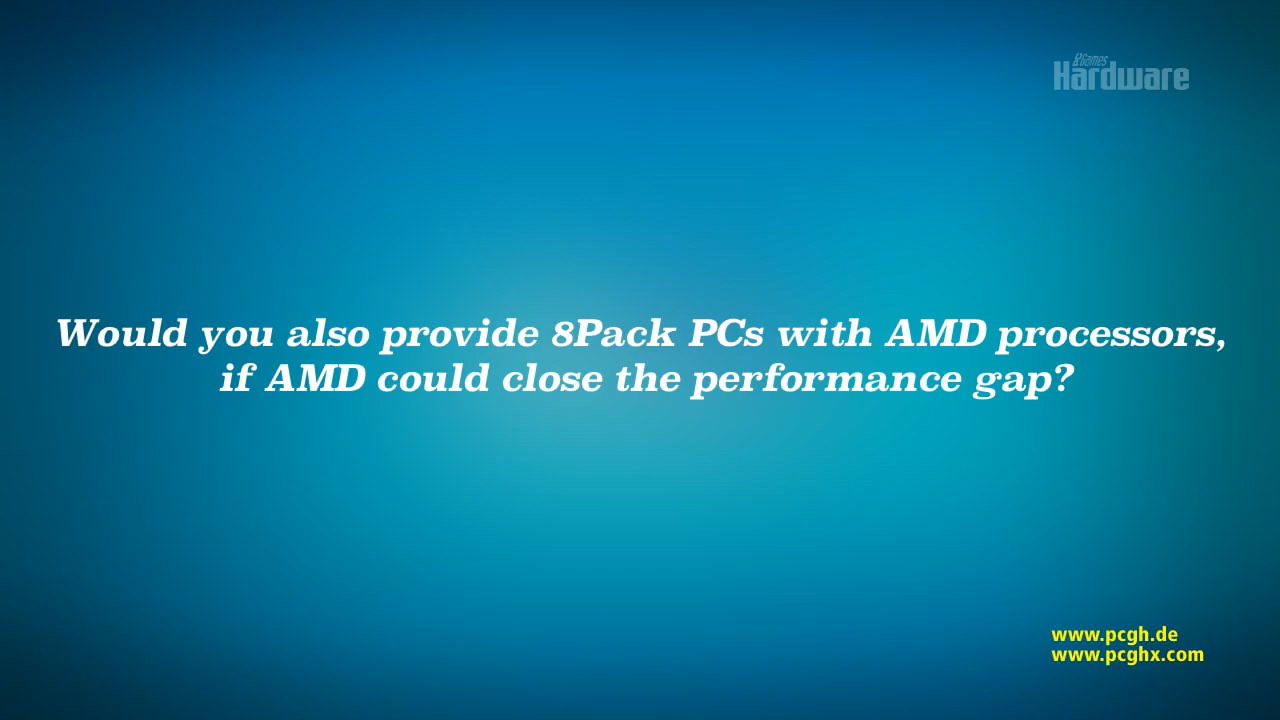 &Games
Hardware
Would you also provide 8Pack PCs with AMD processors,
if AMD could close the performance gap?
www.pcgh.de
www.pcghx.com